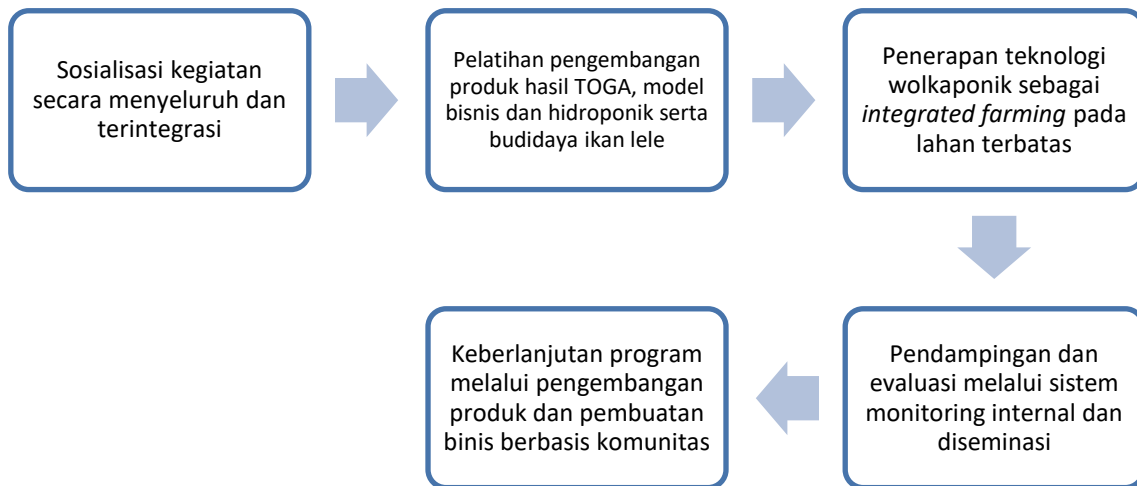 Sosialisasi kegiatan
secara menyeluruh dan
terintegrasi
Pelatihan pengembangan
produk hasil TOGA, model
bisnis dan hidroponik serta
budidaya ikan lele
Penerapan teknologi
wolkaponik sebagai
integrated farming pada
lahan terbatas
Pendampingan dan
evaluasi melalui sistem
monitoring internal dan
diseminasi
Keberlanjutan program
melalui pengembangan
produk dan pembuatan
binis berbasis komunitas